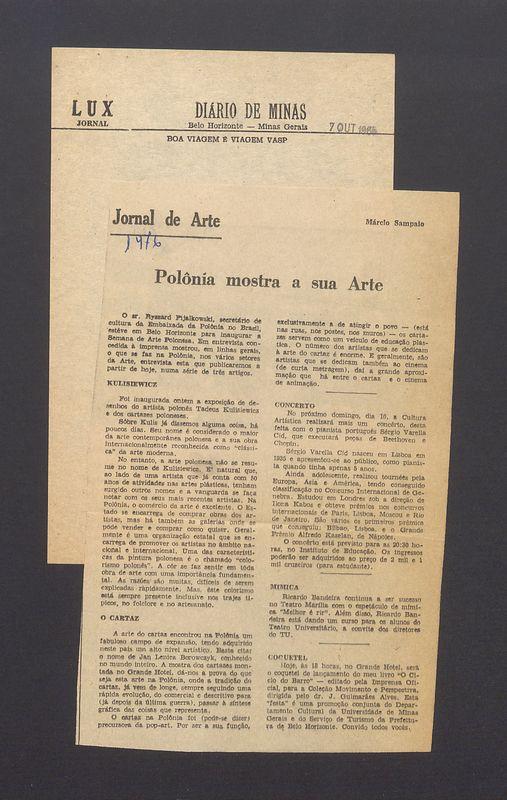 LUX
JORNAL
DIÁRIO DE MINAS
Belo Horizonte — Minas Gerais
7 OUT 1966
BOA VIAGEM É VIAGEM VASP
Jornal de Arte
Márcio Sampaio
Polônia mostra a sua Arte
O sr. Ryszard Fijalkowski, secretário de
cultura da Embaixada da Polônia no Brasil,
estêve em Belo Horizonte para inaugurar a
Semana de Arte Polonesa. Em entrevista con-
cedida à imprensa mostrou, em linhas gerais,
o que se faz na Polônia, nos vários setores
da Arte, entrevista esta que publicaremos a
partir de hoje, numa série de três artigos.
KULISIEWICZ
Foi inaugurada ontem a exposição de de-
senhos do artista polonês Tadeus Kulisiewicz
e dos cartazes poloneses.
Sôbre Kulis já dissemos alguma coisa, há
poucos dias. Seu nome é considerado o maior
da arte contemporânea polonesa e a sua obra
internacionalmente reconhecida como "clássi-
ca" da arte moderna.
No entanto, a arte polonesa não se resu-
me no nome de Kulisiewicz. E' natural que,
ao lado de uma artista que já conta com 50
anos de atividades nas artes plásticas, tenham
surgido outros nomes e a vanguarda se faça
notar com os seus mais recentes artistas. Na
Polônia, o comércio da arte é excelente. O Es-
tado se encarrega de comprar obras dos ar-
tistas, mas há também as galerias onde se
pode vender e comprar como quiser. Geral-
mente é uma organização estatal que se en-
carrega de promover os artistas no âmbito na-
cional e internacional. Uma das característi-
cas da pintura polonesa é o chamado "colo-
rismo polonês". A côr se faz sentir em tôda
obra de arte com uma importância fundamen-
tal. As razões são muitas, difíceis de serem
explicadas rápidamente. Mas, êste colorismo
está sempre presente inclusive nos trajes tí-
picos, no folclore e no artesanato.
O CARTAZ
A arte do cartaz encontrou na Polônia um
fabuloso campo de expansão, tendo adquirido
neste país um alto nível artístico. Basta citar
o nome de Jan Lenica Borowczyk, conhecido
no mundo inteiro. A mostra dos cartazes mon-
tada no Grande Hotel, dá-nos a prova do que
seja esta arte na Polônia, onde a tradição do
cartaz, já vem de longe, sempre seguindo uma
rápida evolução, do comercial e descritivo para
(já depois da última guerra), passar à síntese
gráfica das coisas que representa.
O cartaz na Polônia foi (pode-se dizer)
precursora da pop-art. Por ser a sua função,
exclusivamente a de atingir o povo — (está
nas ruas, nos postes, nos muros) — os carta-
zes servem como um veículo de educação plás-
tica. O número dos artistas que se dedicam
à arte do cartaz é enorme. E geralmente, são
artistas que se dedicam também ao cinema
(de curta metragem), daí a grande aproxi-
mação que há entre o cartaz e o cinema
de animação.
CONCERTO
No próximo domingo, dia 16, a Cultura
Artística realizará mais um concêrto, desta
feita com o pianista português Sérgio Varella
Cid, que executará peças de Beethoven e
Chopin.
Sérgio Varella Cid nasceu em Lisboa em
1935 e apresentou-se ao público, como pianis-
ta quando tinha apenas 5 anos.
Ainda adolescente, realizou tournés pela
Europa, Asia e América, tendo conseguido
classificação no Concurso Internacional de Ge-
nebra. Estudou em Londres sob a direção de
Ilona Kabos e obteve prêmios nos concursos
internacionais de Paris, Lisboa, Moscou e Rio
de Janeiro. São vários os primeiros prêmios
que conseguiu: Bilbao, Lisboa, e o Grande
Prêmio Alfredo Kaselan, de Nápoles.
O concêrto está previsto para as 20:30 ho-
ras, no Instituto de Educação. Os ingressos
poderão ser adquiridos ao preço de 2 mil e 1
mil cruzeiros (para estudante).
MIMICA
Ricardo Bandeira continua a ser sucesso
no Teatro Marília com o espetáculo de mími-
ca "Melhor é rir". Além disso, Ricardo Ban-
deira está dando um curso para os alunos do
Teatro Universitário, a convite dos diretores
do TU.
COQUETEL
Hoje, às 18 horas, no Grande Hotel, será
o coquetel de lançamento do meu livro "O Ci-
clo do Barro" — editado pela Imprensa Ofi-
cial, para a Coleção Movimento e Perspectiva,
dirigida pelo dr. J. Guimarães Alves. Esta
"festa" é uma promoção conjunta do Depar-
tamento Cultural da Universidade de Minas
Gerais e do Serviço de Turismo da Prefeitu-
ra de Belo Horizonte. Convido todos vocês.